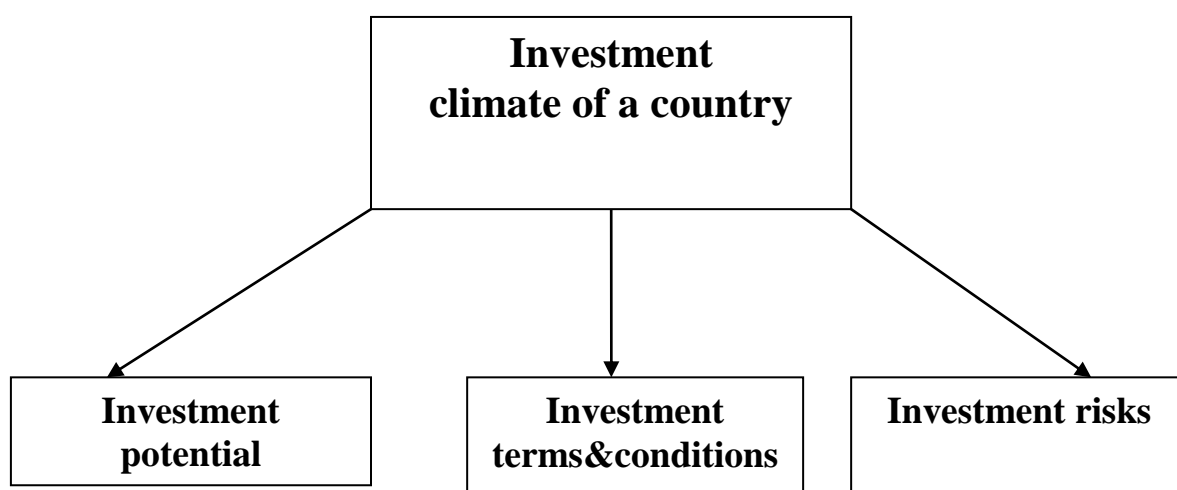 Investment
climate of a country
Investment
potential
Investment
terms&conditions
Investment risks